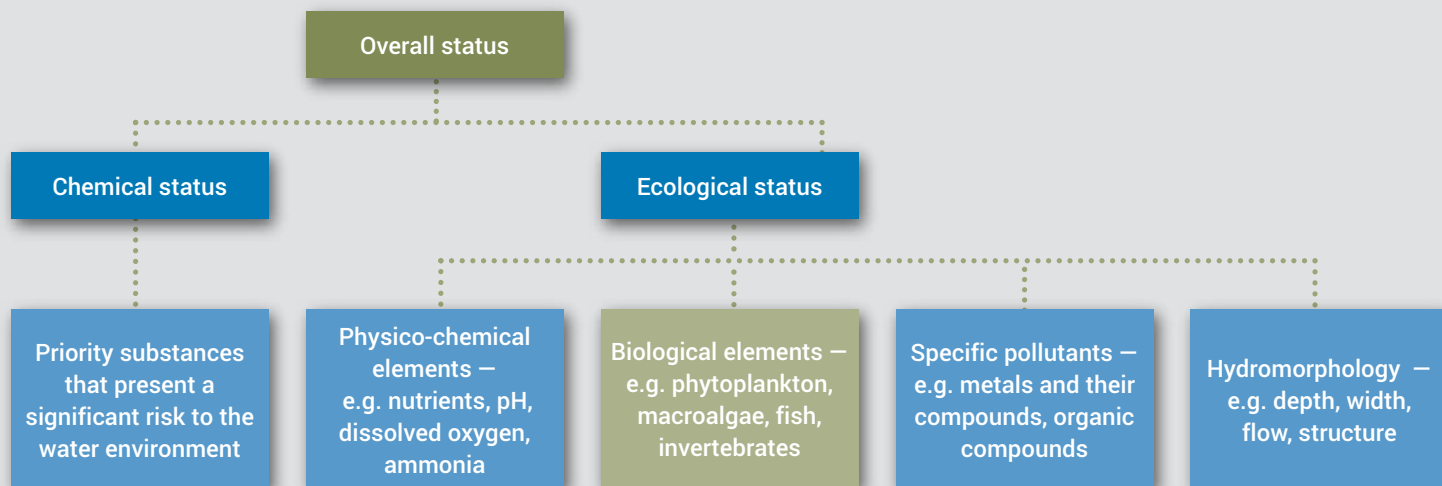 Overall status
Chemical status
Ecological status
Priority substances
that present a
significant risk to the
water environment
Physico-chemical
elements —
e.g. nutrients, pH,
dissolved oxygen,
ammonia
Biological elements —
e.g. phytoplankton,
macroalgae, fish,
invertebrates
Specific pollutants —
e.g. metals and their
compounds, organic
compounds
Hydromorphology —
e.g. depth, width,
flow, structure